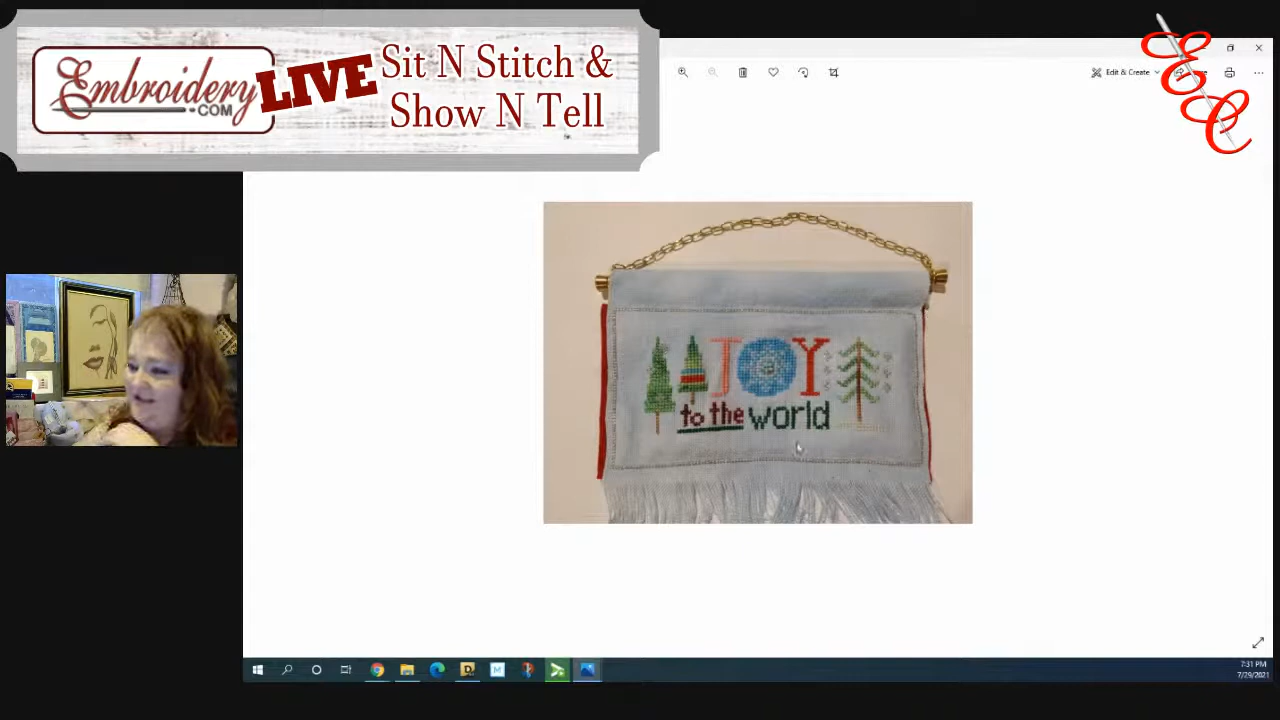 Embroidery
.COM
LIVE
Sit N Stitch &
Show N Tell
E
C
C
Edit & Create
JOY
to the world
7:31 PM
7/29/2021